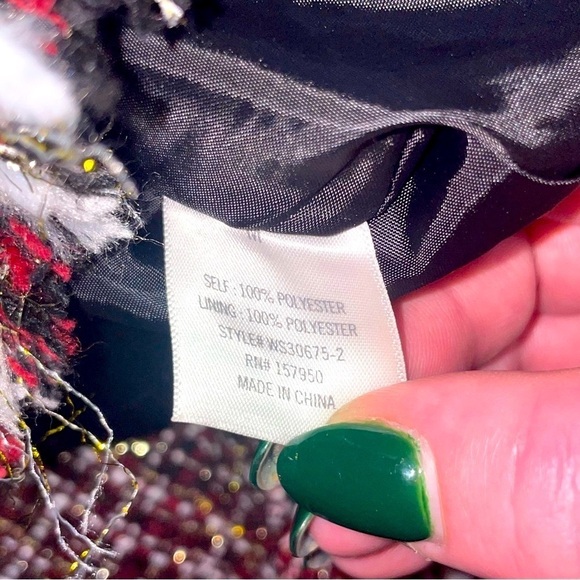 SELF : 100% POLYESTER
LINING : 100% POLYESTER
STYLE# WS30675-2
RN# 157950
MADE IN CHINA